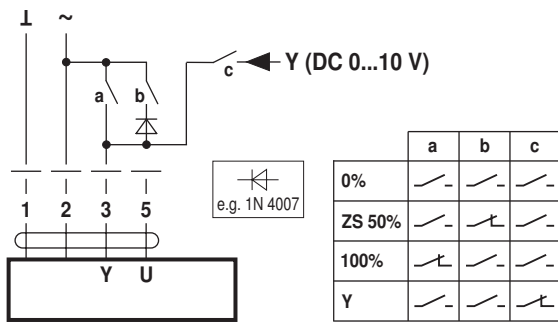 ⊥ ~
a b c Y (DC 0...10 V)
1 2 3 5
Y U
e.g. 1N 4007
a b c
0%
ZS 50%
100%
Y